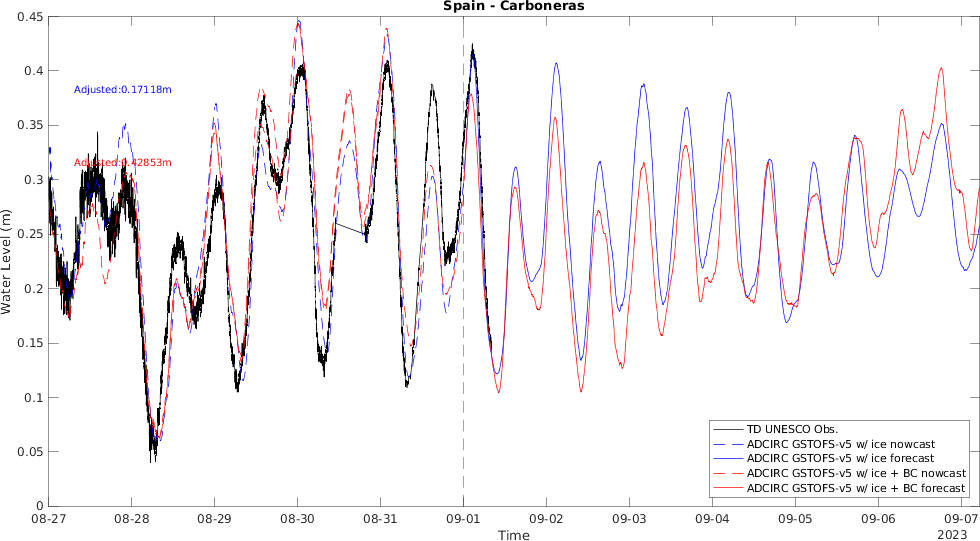 Spain - Carboneras
0.45
0.4
0.35
0.3
0.25
0.2
0.15
0.1
0.05
0
Water Level (m)
Adjusted:0.17118m
Adjusted:0.42853m
TD UNESCO Obs.
ADCIRC GSTOFS-v5 w/ ice nowcast
ADCIRC GSTOFS-v5 w/ ice forecast
ADCIRC GSTOFS-v5 w/ ice + BC nowcast
ADCIRC GSTOFS-v5 w/ ice + BC forecast
08-27 08-28 08-29 08-30 08-31 09-01 09-02 09-03 09-04 09-05 09-06 09-07
Time
2023